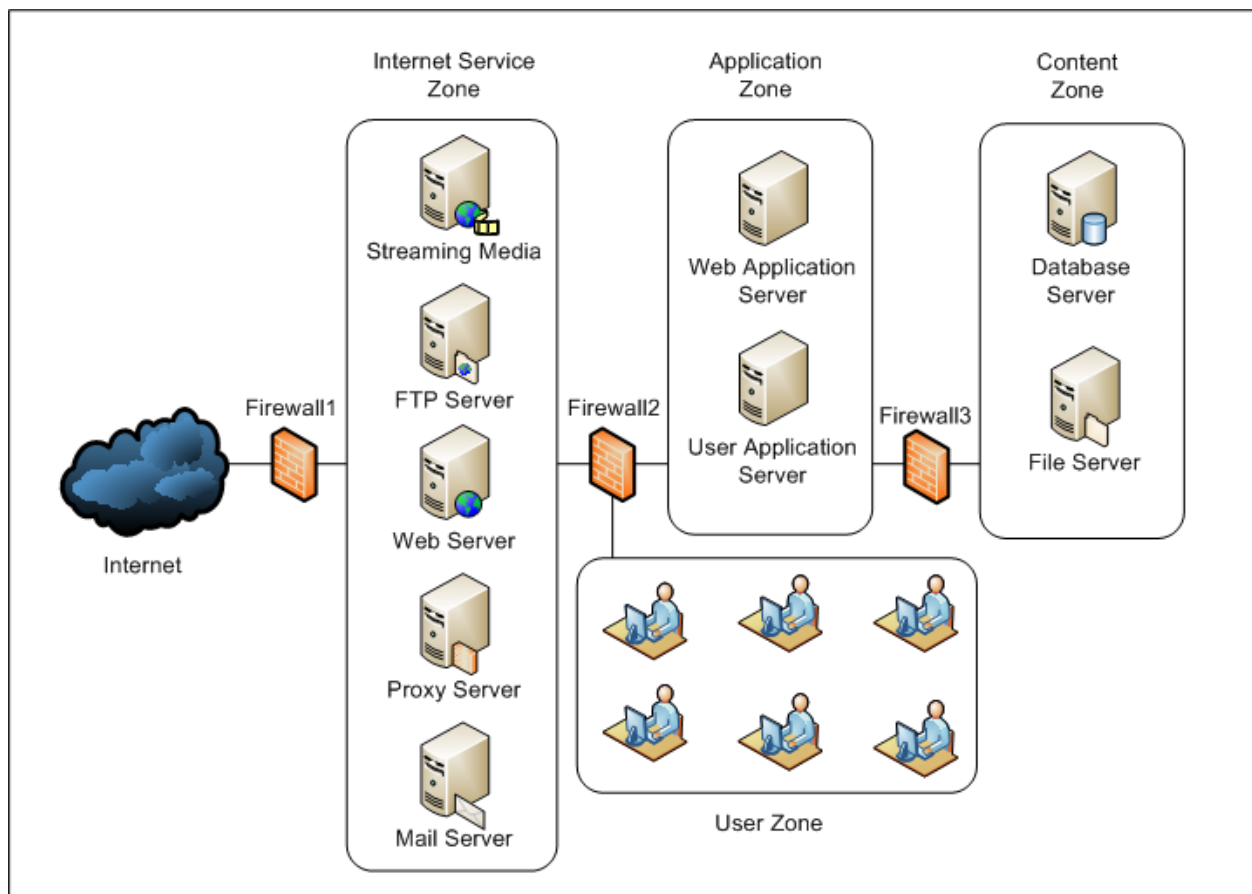 Internet Service
Zone
Application
Zone
Content
Zone
Streaming Media
Web Application
Server
Database
Server
Firewall1
FTP Server
Firewall2
User Application
Server
Firewall3
File Server
Internet
Web Server
Proxy Server
Mail Server
User Zone